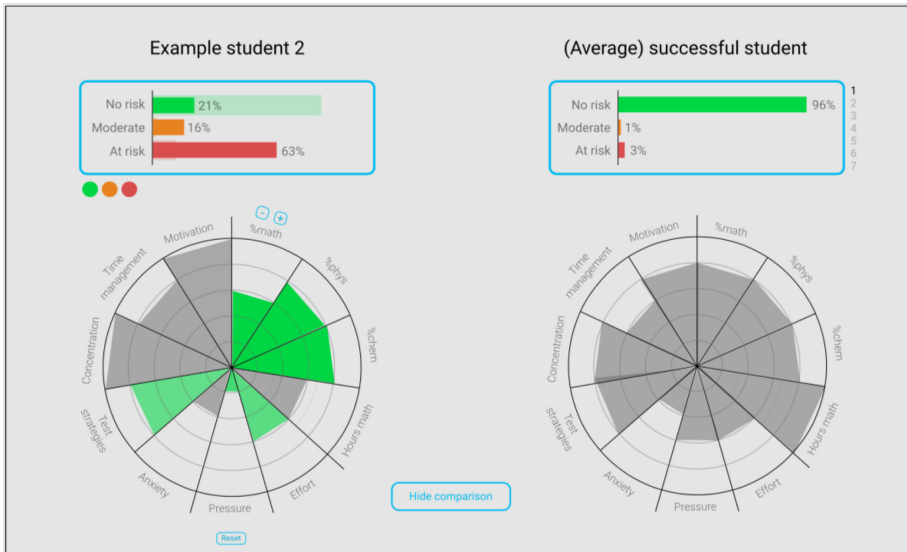 Example student 2
(Average) successful student
No risk
21%
Moderate
16%
At risk
63%
No risk
96%
Moderate
1%
At risk
3%
1
2
3
4
5
6
7
- +
Motivation
%math
%phys
%chem
Hours math
Effort
Pressure
Anxiety
Test
strategies
Concentration
Time
management
Reset
Hide comparison
Motivation
%math
%phys
%chem
Hours math
Effort
Pressure
Anxiety
Test
strategies
Concentration
Time
management